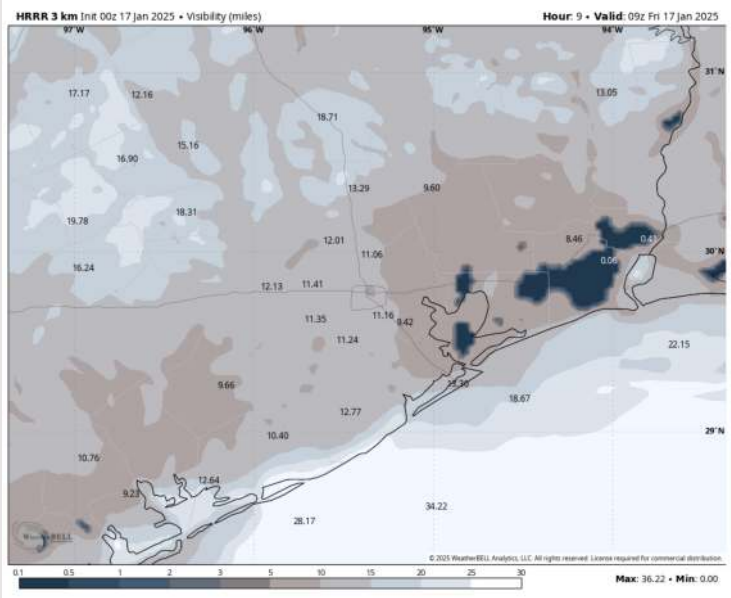 HRRR 3 km Init 00z 17 Jan 2025 • Visibility (miles) Hour: 9 • Valid: 09z Fri 17 Jan 2025
97°W 96°W 95°W 94°W
31°N
17.17 12.16 13.05
18.71
15.16
16.90
13.29 9.60
18.31
19.78
12.01 8.46 0.41
30°N
11.06
16.24 0.06
12.13 11.41
11.35 11.16 9.42
11.24 22.15
9.66 13.30
18.67
12.77
10.40 29°N
10.76
12.64
9.23
34.22
28.17
WeatherBELL
© 2025 WeatherBELL Analytics, LLC. All rights reserved. License required for commercial distribution.
0.1 0.5 1 2 3 5 10 15 20 25 30
Max: 36.22 • Min: 0.00